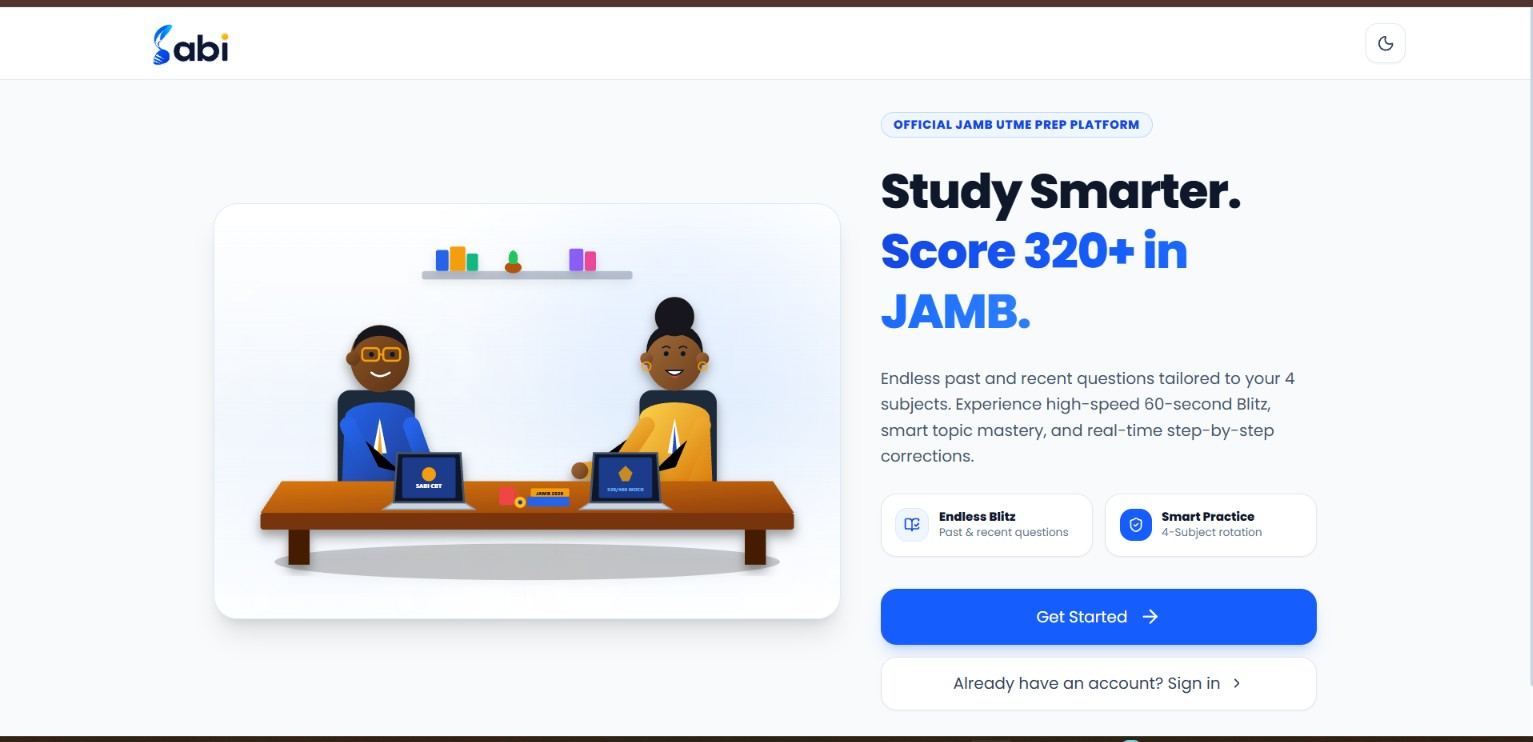 Sabi
OFFICIAL JAMB UTME PREP PLATFORM
Study Smarter.
Score 320+ in
JAMB.
Endless past and recent questions tailored to your 4
subjects. Experience high-speed 60-second Blitz,
smart topic mastery, and real-time step-by-step
corrections.
Endless Blitz
Past & recent questions
Smart Practice
4-Subject rotation
Get Started
Already have an account? Sign in
SABI CBT
JAMB 2026